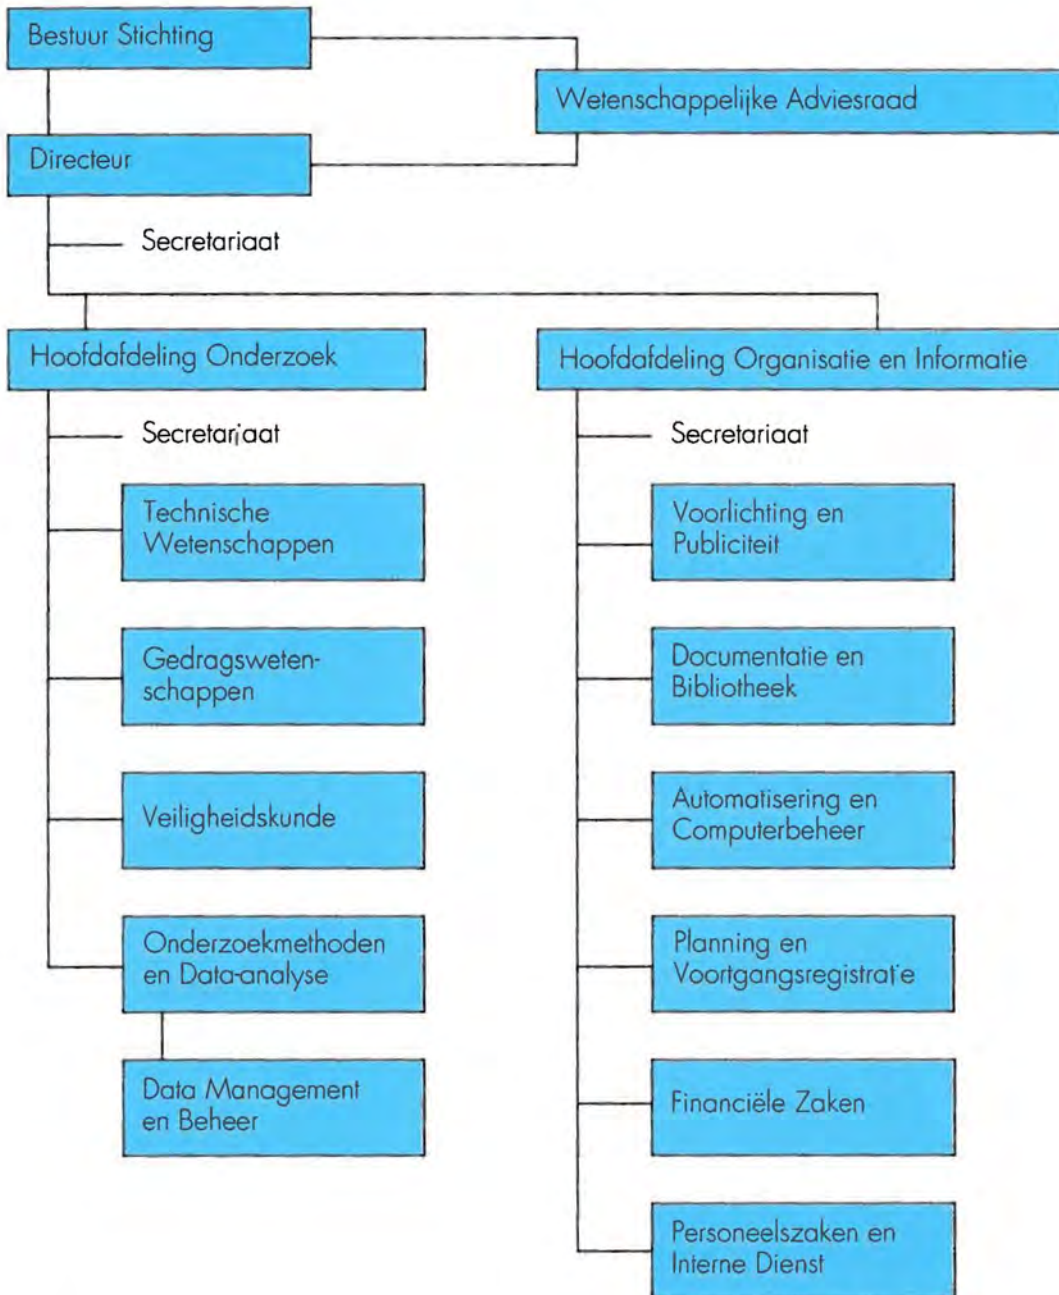 Bestuur Stichting
Wetenschappelijke Adviesraad
Directeur
Secretariaat
Hoofdafdeling Onderzoek
Secretariaat
Technische
Wetenschappen
Gedragsweten-
schappen
Veiligheidskunde
Onderzoekmethoden
en Data-analyse
Data Management
en Beheer
Hoofdafdeling Organisatie en Informatie
Secretariaat
Voorlichting en
Publiciteit
Documentatie en
Bibliotheek
Automatisering en
Computerbeheer
Planning en
Voortgangsregistratie
Financiële Zaken
Personeelszaken en
Interne Dienst